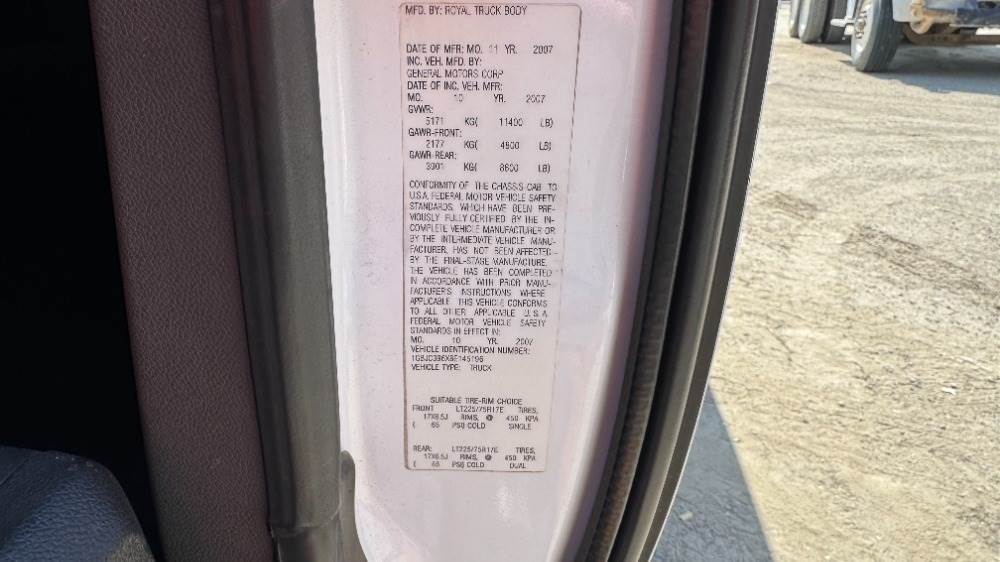 MFD. BY: ROYAL TRUCK BODY
DATE OF MFR: MO. 11 YR. 2007
INC. VEH. MFD. BY:
GENERAL MOTORS CORP
DATE OF INC. VEH. MFR:
MO. 10 YR. 2007
GVWR:
5171 KG( 11400 LB)
GAWR-FRONT:
2177 KG( 4800 LB)
GAWR-REAR:
3901 KG( 8600 LB)
CONFORMITY OF THE CHASSIS-CAB TO
U.S.A. FEDERAL MOTOR VEHICLE SAFETY
STANDARDS, WHICH HAVE BEEN PRE-
VIOUSLY FULLY CERTIFIED BY THE IN-
COMPLETE VEHICLE MANUFACTURER OR
BY THE INTERMEDIATE VEHICLE MANU-
FACTURER, HAS NOT BEEN AFFECTED
BY THE FINAL-STAGE MANUFACTURE.
THE VEHICLE HAS BEEN COMPLETED
IN ACCORDANCE WITH PRIOR MANU-
FACTURER'S INSTRUCTIONS WHERE
APPLICABLE THIS VEHICLE CONFORMS
TO ALL OTHER APPLICABLE U.S.A.
FEDERAL MOTOR VEHICLE SAFETY
STANDARDS IN EFFECT IN:
MO. 10 YR. 2007
VEHICLE IDENTIFICATION NUMBER:
VEHICLE TYPE: TRUCK
SUITABLE TIRE-RIM CHOICE
FRONT LT225/75R17E TIRES,
17X6.5J RIMS, @ 450 KPA
( 65 PSI) COLD SINGLE
REAR: LT225/75R17E TIRES,
17X6.5J RIMS, @ 450 KPA
( 65 PSI) COLD DUAL